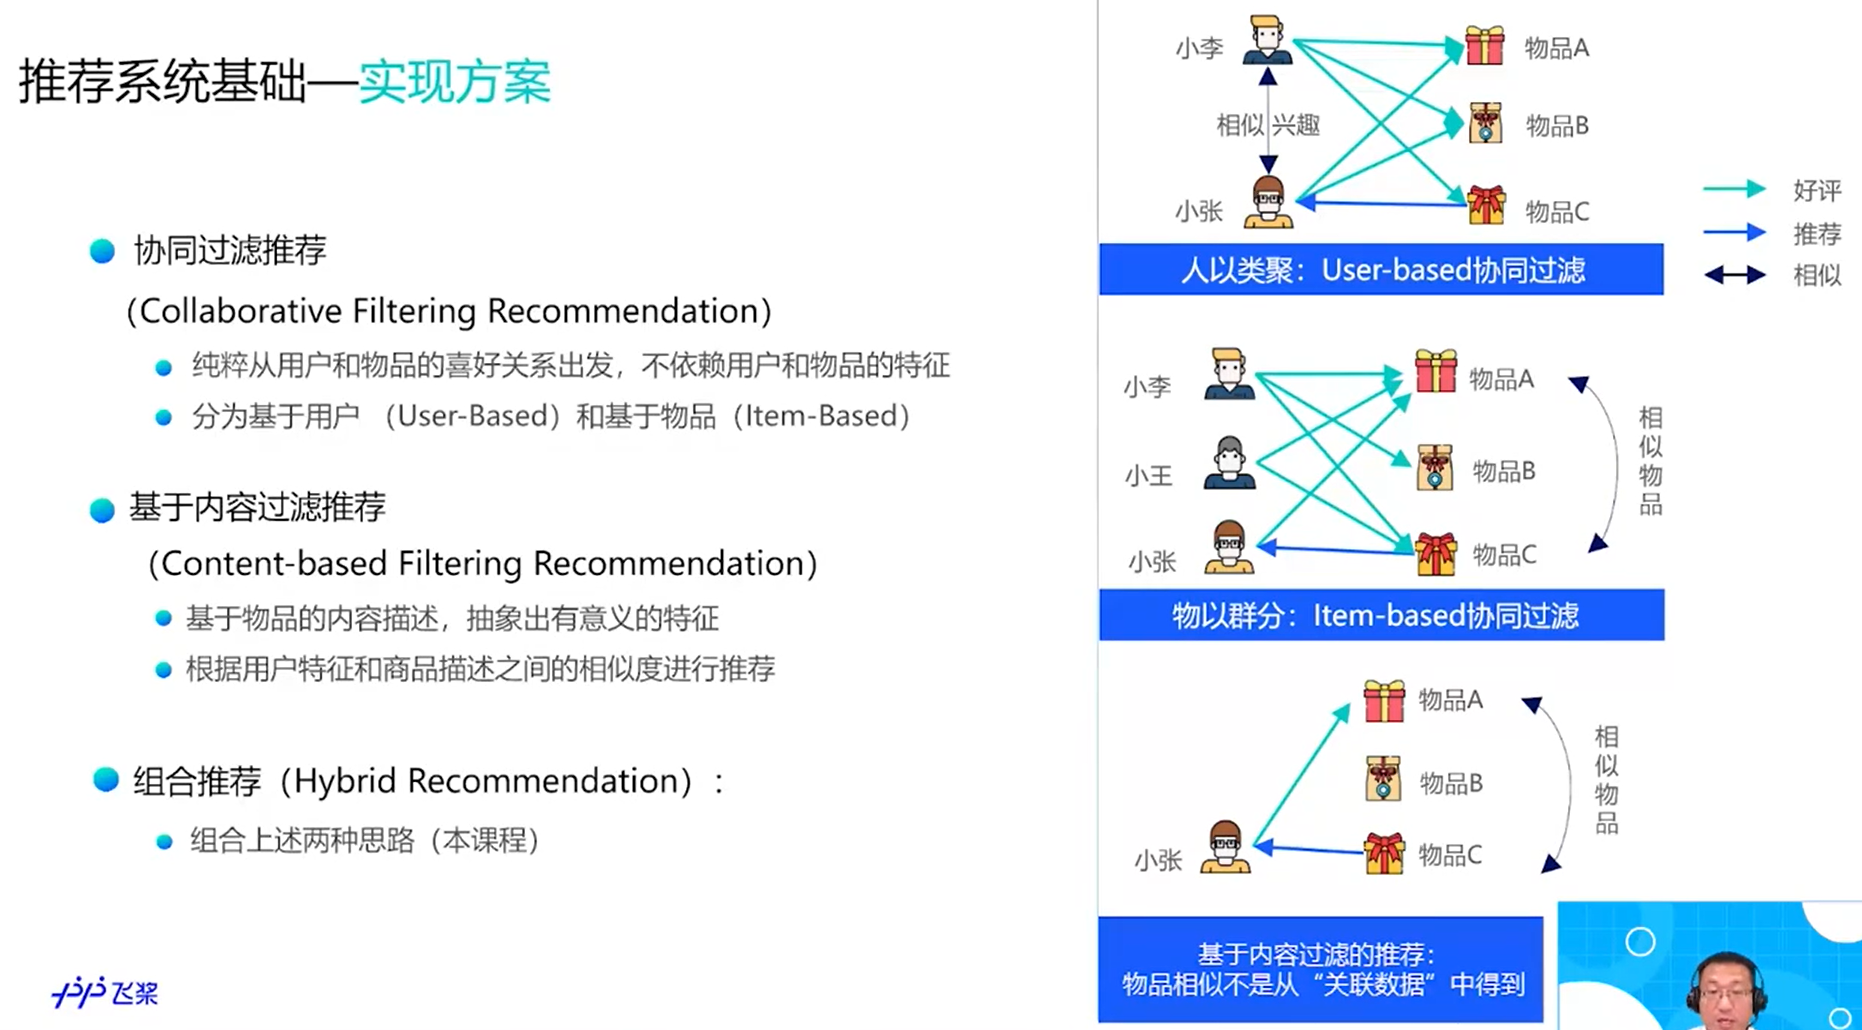 推荐系统基础—实现方案
协同过滤推荐
（Collaborative Filtering Recommendation）
纯粹从用户和物品的喜好关系出发，不依赖用户和物品的特征
分为基于用户 （User-Based）和基于物品（Item-Based）
基于内容过滤推荐
（Content-based Filtering Recommendation）
基于物品的内容描述，抽象出有意义的特征
根据用户特征和商品描述之间的相似度进行推荐
组合推荐（Hybrid Recommendation）：
组合上述两种思路（本课程）
飞桨
小李
物品A
相似 兴趣
物品B
小张
物品C
人以类聚：User-based协同过滤
好评
推荐
相似
小李
物品A
小王
物品B
小张
物品C
相似物品
物以群分：Item-based协同过滤
物品A
物品B
小张
物品C
相似物品
基于内容过滤的推荐：
物品相似不是从“关联数据”中得到